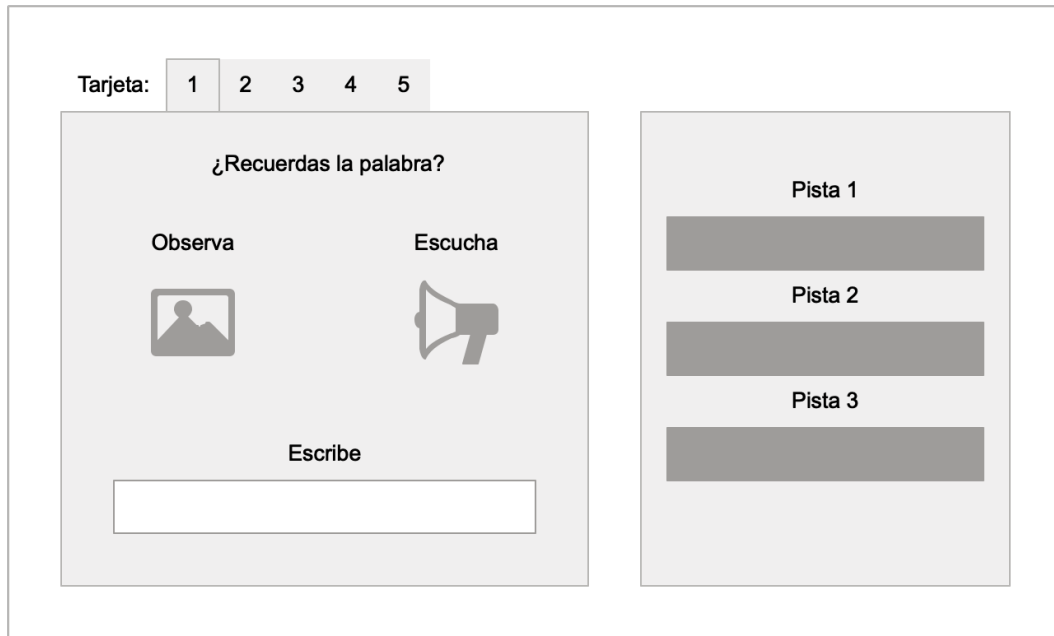 Tarjeta: 1 2 3 4 5
¿Recuerdas la palabra?
Observa Escucha
Escribe
Pista 1
Pista 2
Pista 3